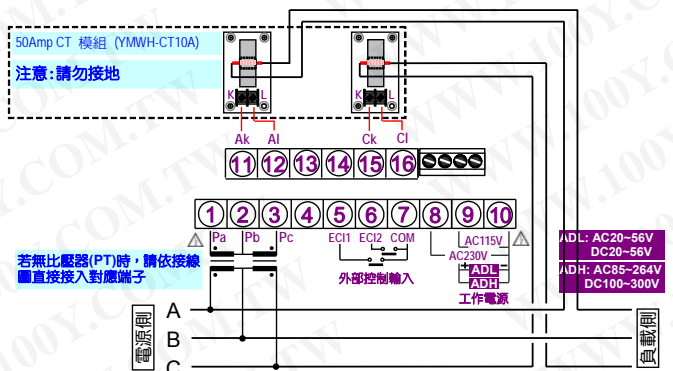 50Amp CT 模組 (YMWH-CT10A)
注意:請勿接地
K L
K L
Ak Al Ck Cl
11 12 13 14 15 16
1 2 3 4 5 6 7 8 9 10
Pa Pb Pc ECI1 ECI2 COM AC115V
AC230V
ADL
ADH
工作電源
外部控制輸入
ADL: AC20~56V
DC20~56V
ADH: AC85~264V
DC100~300V
若無比壓器(PT)時，請依接線
圖直接接入對應端子
電源側
A
B
C
負載側
WWW.100Y.COM.TW